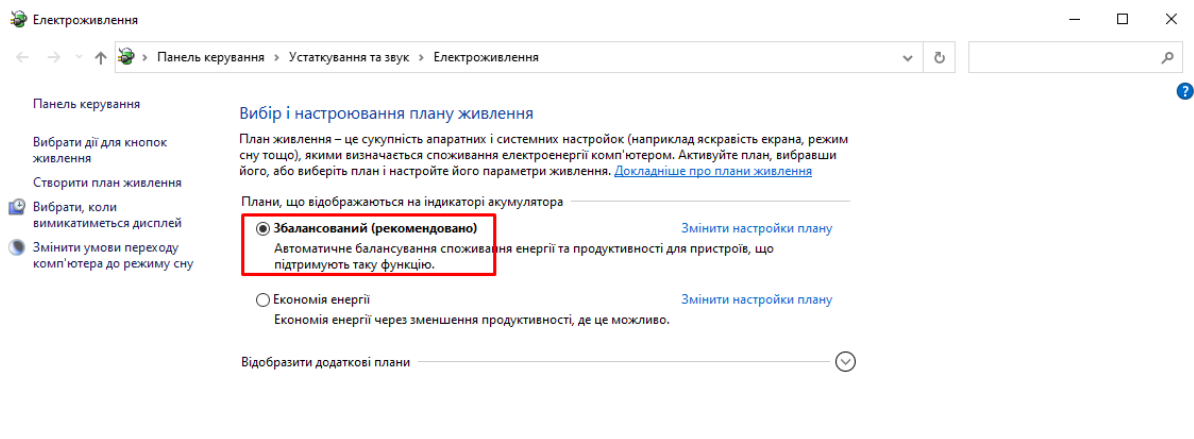 Електроживлення
Панель керування › Устаткування та звук › Електроживлення
Панель керування
Вибрати дії для кнопок
живлення
Створити план живлення
Вибрати, коли
вимикатиметься дисплей
Змінити умови переходу
комп'ютера до режиму сну
Вибір і настроювання плану живлення
План живлення – це сукупність апаратних і системних настройок (наприклад яскравість екрана, режим
сну тощо), якими визначається споживання електроенергії комп'ютером. Активуйте план, вибравши
його, або виберіть план і настройте його параметри живлення. Докладніше про плани живлення
Плани, що відображаються на індикаторі акумулятора
Збалансований (рекомендовано) Змінити настройки плану
Автоматичне балансування споживання енергії та продуктивності для пристроїв, що
підтримують таку функцію.
Економія енергії Змінити настройки плану
Економія енергії через зменшення продуктивності, де це можливо.
Відобразити додаткові плани